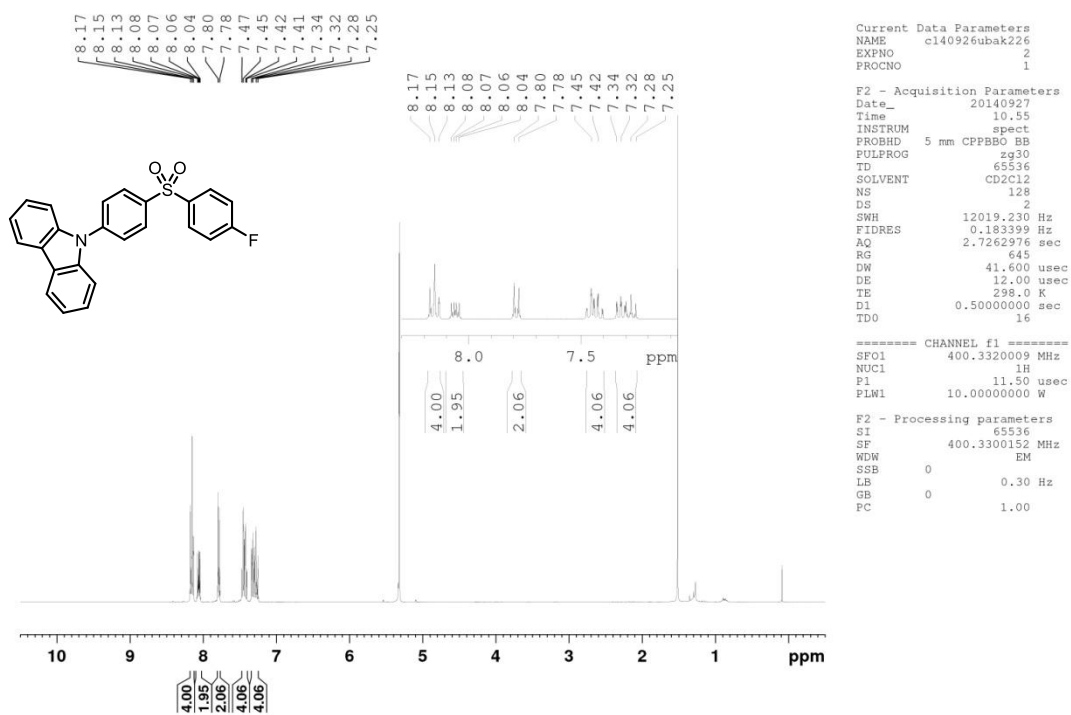 8.17
8.15
8.13
8.08
8.07
8.06
8.04
7.80
7.78
7.47
7.45
7.42
7.41
7.34
7.32
7.28
7.25
8.17
8.15
8.13
8.08
8.07
8.06
8.04
7.80
7.78
7.45
7.42
7.34
7.32
7.28
7.25
O O
S
N
F
8.0 7.5 ppm
4.00 1.95 2.06 4.06 4.06
10 9 8 7 6 5 4 3 2 1 ppm
4.00 1.95 2.06 4.06 4.06
Current Data Parameters
NAME c140926ubak226
EXPNO 2
PROCNO 1
F2 - Acquisition Parameters
Date_ 20140927
Time 10.55
INSTRUM spect
PROBHD 5 mm CPPBBO BB
PULPROG zg30
TD 65536
SOLVENT CD2Cl2
NS 128
DS 2
SWH 12019.230 Hz
FIDRES 0.183399 Hz
AQ 2.7262976 sec
RG 645
DW 41.600 usec
DE 12.00 usec
TE 298.0 K
D1 0.50000000 sec
TD0 16
======== CHANNEL f1 ========
SFO1 400.3320009 MHz
NUC1 1H
P1 11.50 usec
PLW1 10.00000000 W
F2 - Processing parameters
SI 65536
SF 400.3300152 MHz
WDW EM
SSB 0
LB 0.30 Hz
GB 0
PC 1.00